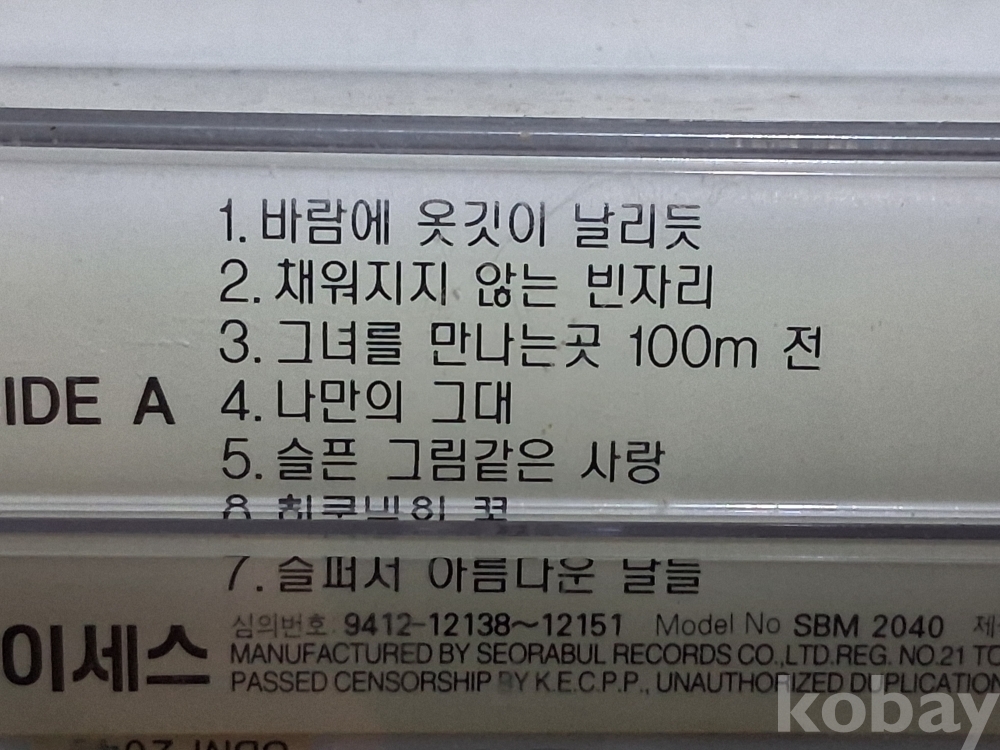 1. 바람에 옷깃이 날리듯
2. 채워지지 않는 빈자리
3. 그녀를 만나는곳 100m 전
IDE A
4. 나만의 그대
5. 슬픈 그림같은 사랑
7. 슬퍼서 아름다운 날들
이세스
심의번호. 9412-12138~12151 Model No SBM 2040
MANUFACTURED BY SEORABUL RECORDS CO.,LTD.REG. NO.21 TO
PASSED CENSORSHIP BY K.E.C.P.P., UNAUTHORIZED DUPLICATION
kobay